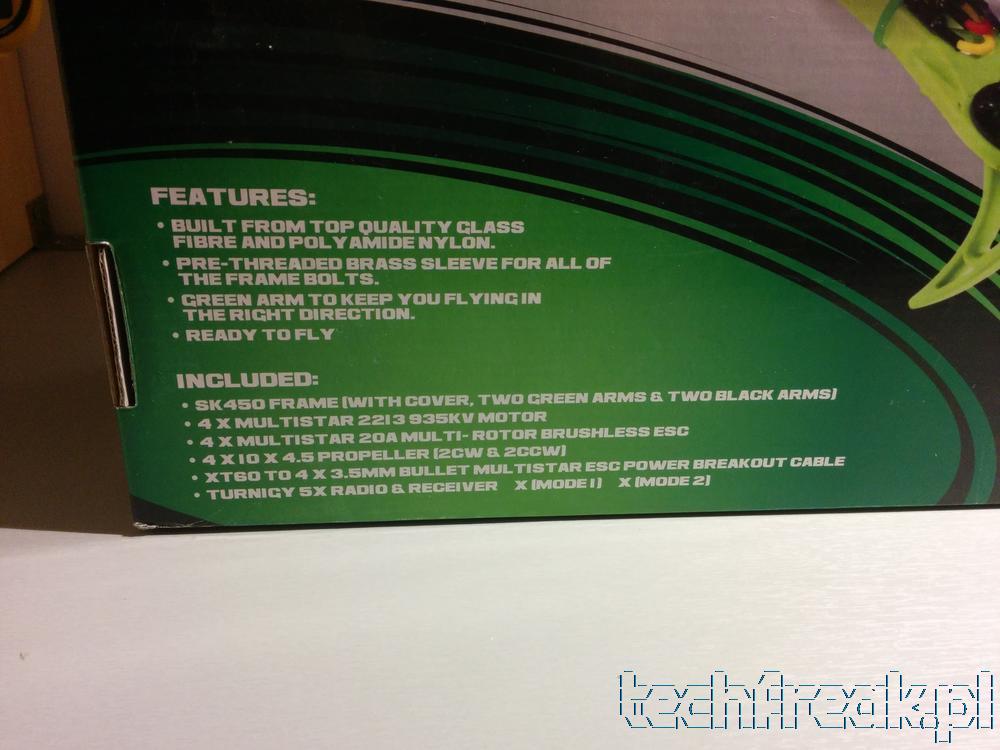 FEATURES:
• BUILT FROM TOP QUALITY GLASS
FIBRE AND POLYAMIDE NYLON.
• PRE-THREADED BRASS SLEEVE FOR ALL OF
THE FRAME BOLTS.
• GREEN ARM TO KEEP YOU FLYING IN
THE RIGHT DIRECTION.
• READY TO FLY
INCLUDED:
• SK450 FRAME (WITH COVER, TWO GREEN ARMS & TWO BLACK ARMS)
• 4 X MULTISTAR 2213 935KV MOTOR
• 4 X MULTISTAR 20A MULTI-ROTOR BRUSHLESS ESC
• 4 X 10 X 4.5 PROPELLER (2CW & 2CCW)
• XT60 TO 4 X 3.5MM BULLET MULTISTAR ESC POWER BREAKOUT CABLE
• TURNIGY 5X RADIO & RECEIVER X (MODE 1) X (MODE 2)
techfreak.pl